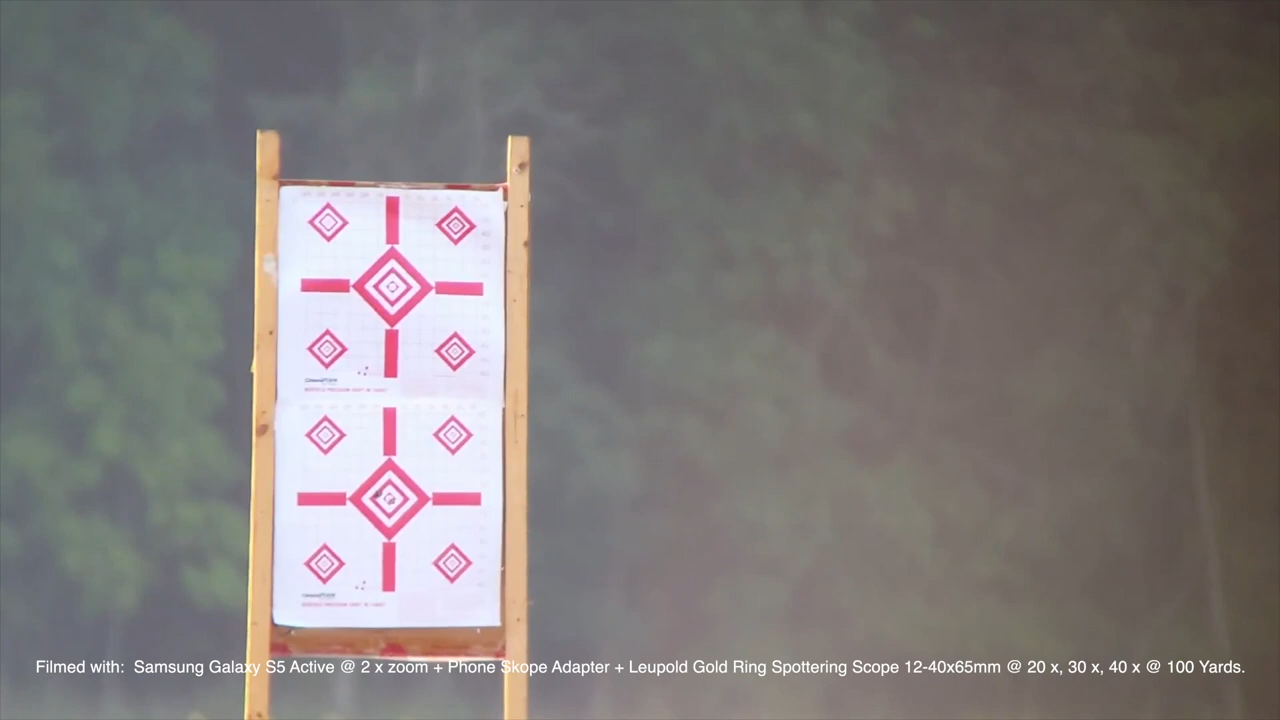 Filmed with:  Samsung Galaxy S5 Active @ 2 x zoom + Phone Skope Adapter + Leupold Gold Ring Spottering Scope 12-40x65mm @ 20 x, 30 x, 40 x @ 100 Yards.